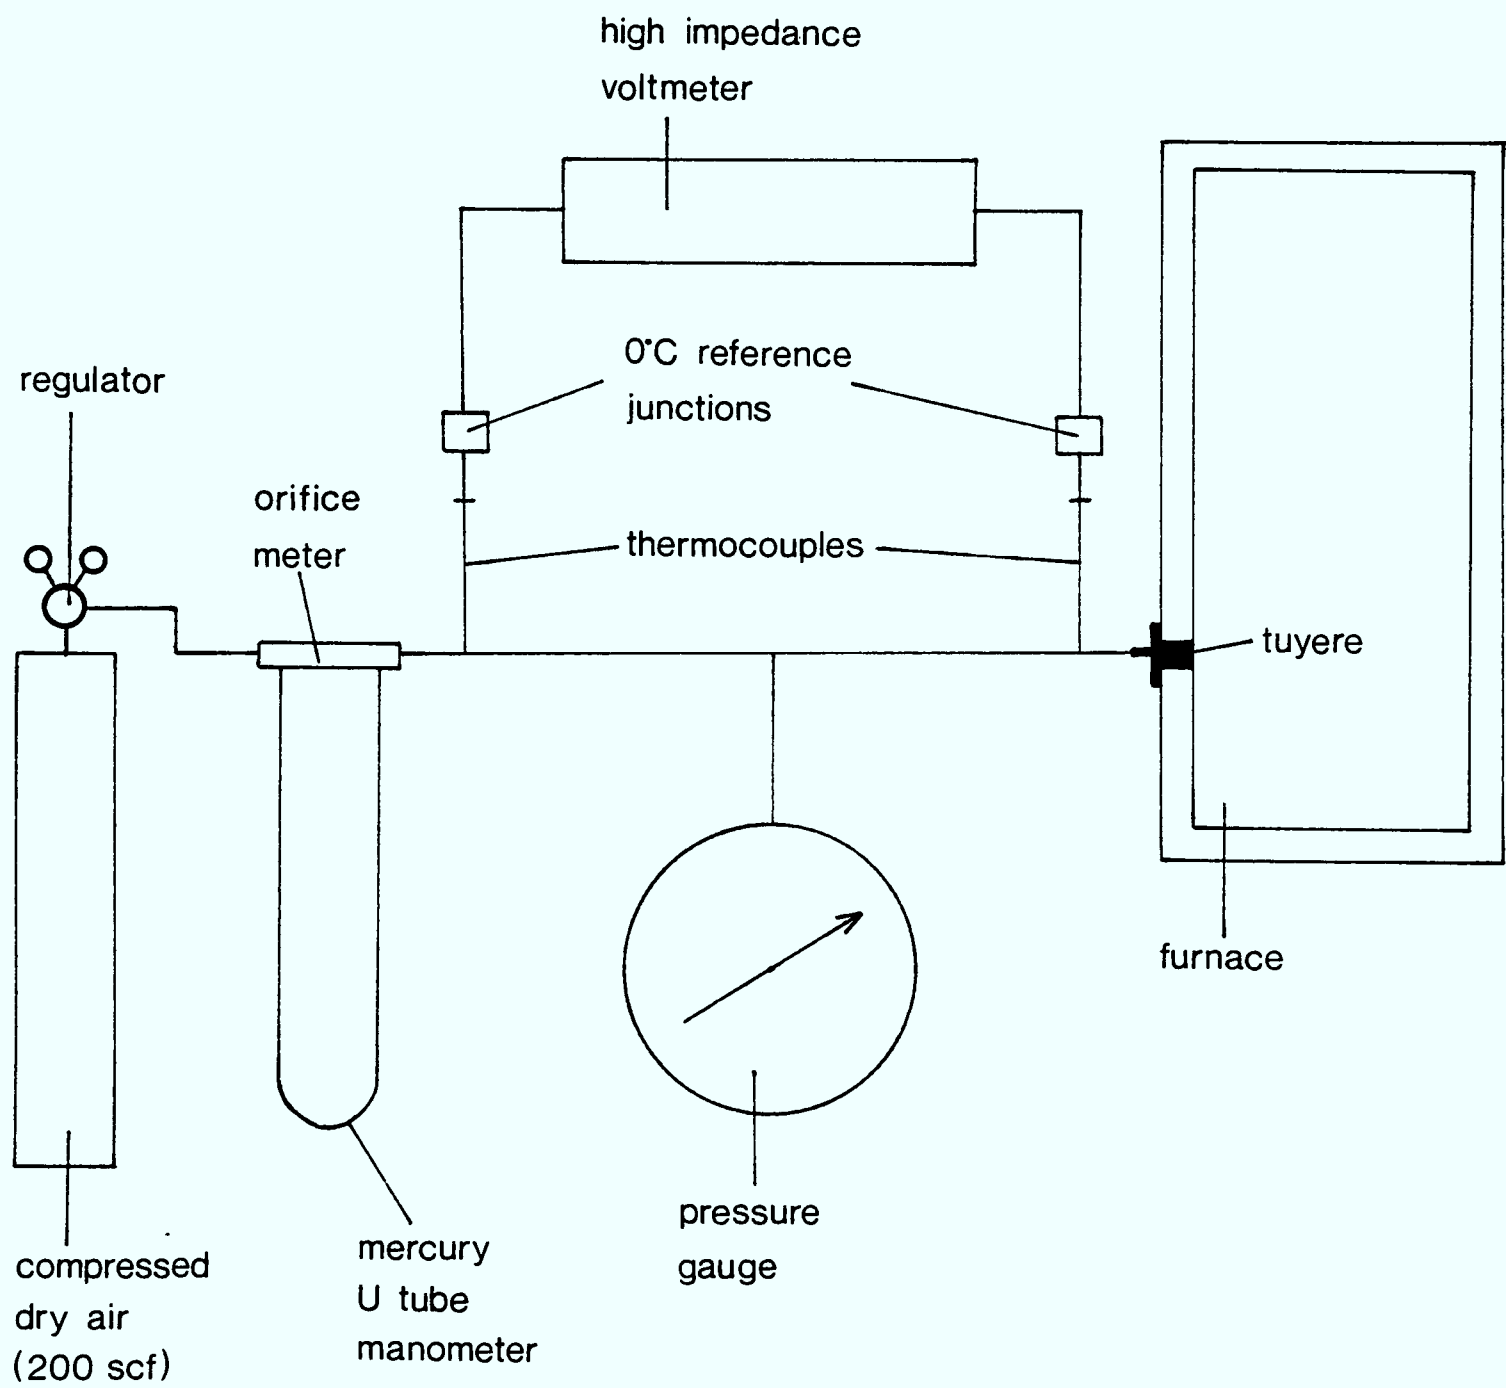 high impedance
voltmeter
0°C reference
junctions
regulator
orifice
meter
thermocouples
tuyere
furnace
pressure
gauge
mercury
U tube
manometer
compressed
dry air
(200 scf)